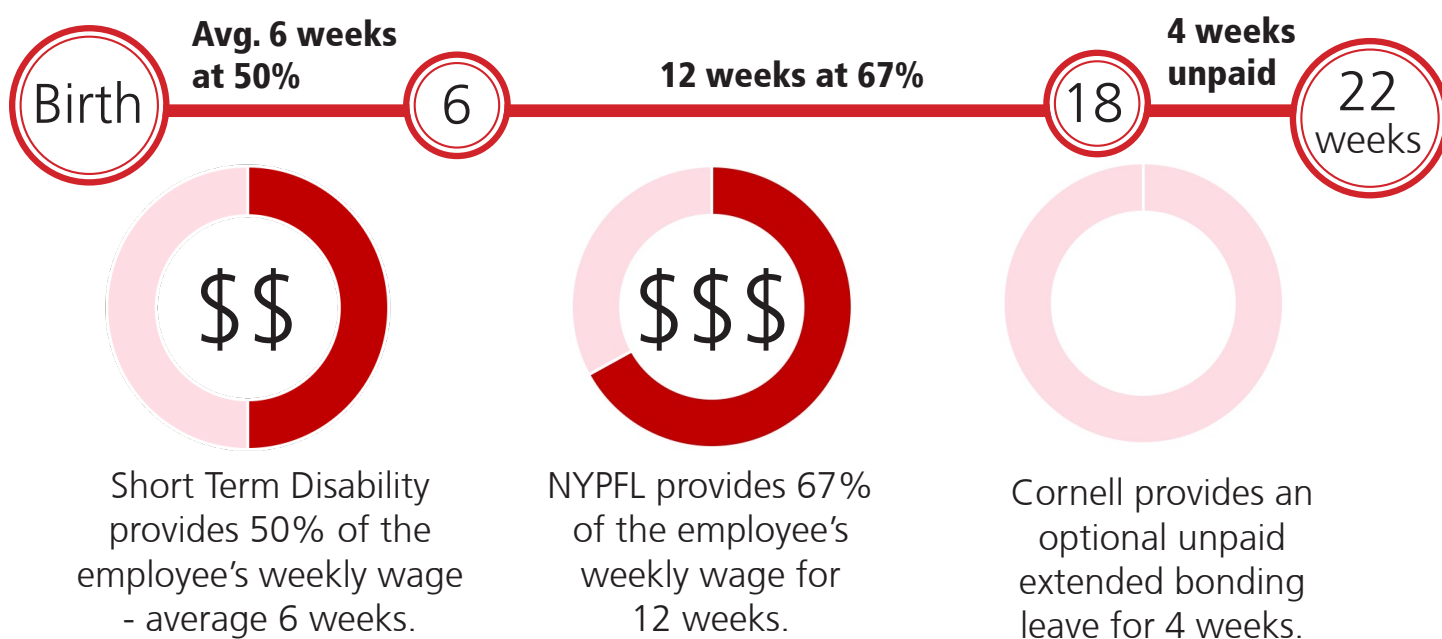 Avg. 6 weeks
at 50%
12 weeks at 67%
4 weeks
unpaid
Birth
6
18
22
weeks
$$
$$$
Short Term Disability
provides 50% of the
employee’s weekly wage
- average 6 weeks.
NYPFL provides 67%
of the employee’s
weekly wage for
12 weeks.
Cornell provides an
optional unpaid
extended bonding
leave for 4 weeks.